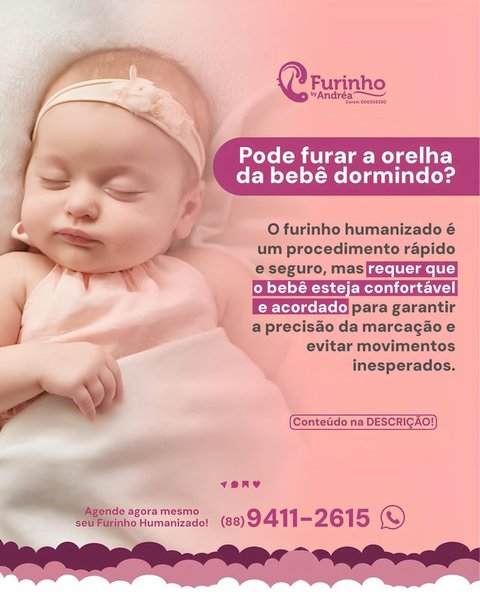 Furinho
by Andréa
Coren: 000538350
Pode furar a orelha
da bebê dormindo?
O furinho humanizado é
um procedimento rápido
e seguro, mas requer que
o bebê esteja confortável
e acordado para garantir
a precisão da marcação e
evitar movimentos
inesperados.
Conteúdo na DESCRIÇÃO!
Agende agora mesmo
seu Furinho Humanizado!
(88) 9411-2615